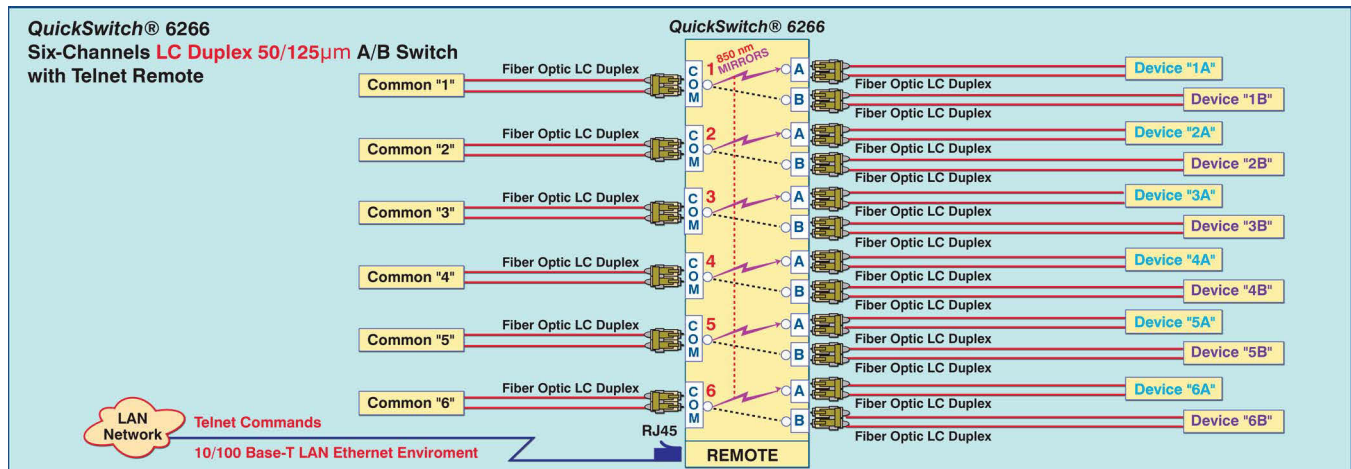 QuickSwitch® 6266
Six-Channels LC Duplex 50/125µm A/B Switch
with Telnet Remote
QuickSwitch® 6266
850 nm
MIRRORS
Common "1"
Fiber Optic LC Duplex
COM
1
A
B
Fiber Optic LC Duplex
Fiber Optic LC Duplex
Device "1A"
Device "1B"
Common "2"
Fiber Optic LC Duplex
COM
2
A
B
Fiber Optic LC Duplex
Fiber Optic LC Duplex
Device "2A"
Device "2B"
Common "3"
Fiber Optic LC Duplex
COM
3
A
B
Fiber Optic LC Duplex
Fiber Optic LC Duplex
Device "3A"
Device "3B"
Common "4"
Fiber Optic LC Duplex
COM
4
A
B
Fiber Optic LC Duplex
Fiber Optic LC Duplex
Device "4A"
Device "4B"
Common "5"
Fiber Optic LC Duplex
COM
5
A
B
Fiber Optic LC Duplex
Fiber Optic LC Duplex
Device "5A"
Device "5B"
Common "6"
Fiber Optic LC Duplex
COM
6
A
B
Fiber Optic LC Duplex
Fiber Optic LC Duplex
Device "6A"
Device "6B"
LAN
Network
Telnet Commands
10/100 Base-T LAN Ethernet Enviroment
RJ45
REMOTE